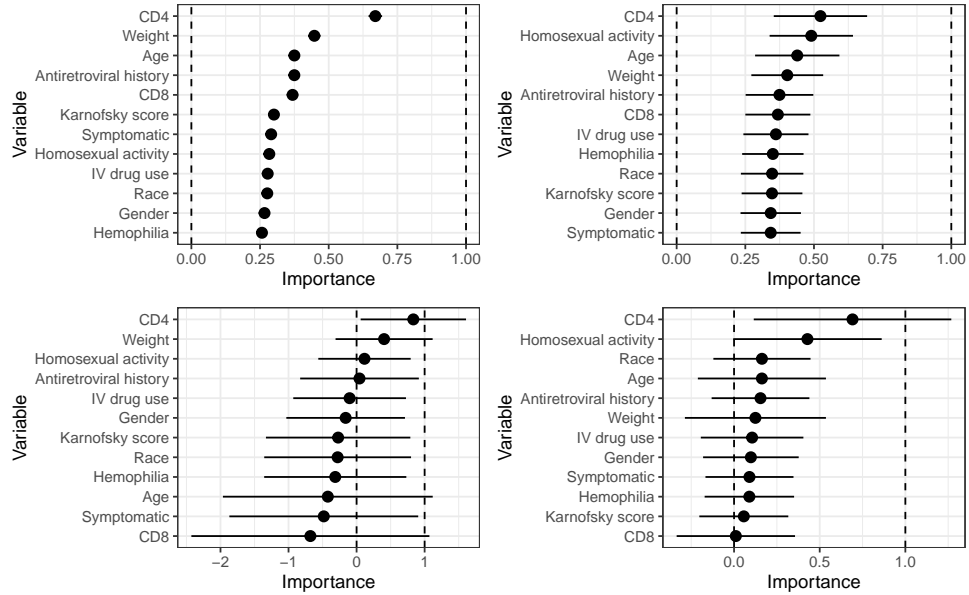 Variable
CD4
Weight
Age
Antiretroviral history
CD8
Karnofsky score
Symptomatic
Homosexual activity
IV drug use
Race
Gender
Hemophilia
0.00 0.25 0.50 0.75 1.00
Importance
Variable
CD4
Homosexual activity
Age
Weight
Antiretroviral history
CD8
IV drug use
Hemophilia
Race
Karnofsky score
Gender
Symptomatic
0.00 0.25 0.50 0.75 1.00
Importance
Variable
CD4
Weight
Homosexual activity
Antiretroviral history
IV drug use
Gender
Karnofsky score
Race
Hemophilia
Age
Symptomatic
CD8
−2 −1 0 1
Importance
Variable
CD4
Homosexual activity
Race
Age
Antiretroviral history
Weight
IV drug use
Gender
Symptomatic
Hemophilia
Karnofsky score
CD8
0.0 0.5 1.0
Importance